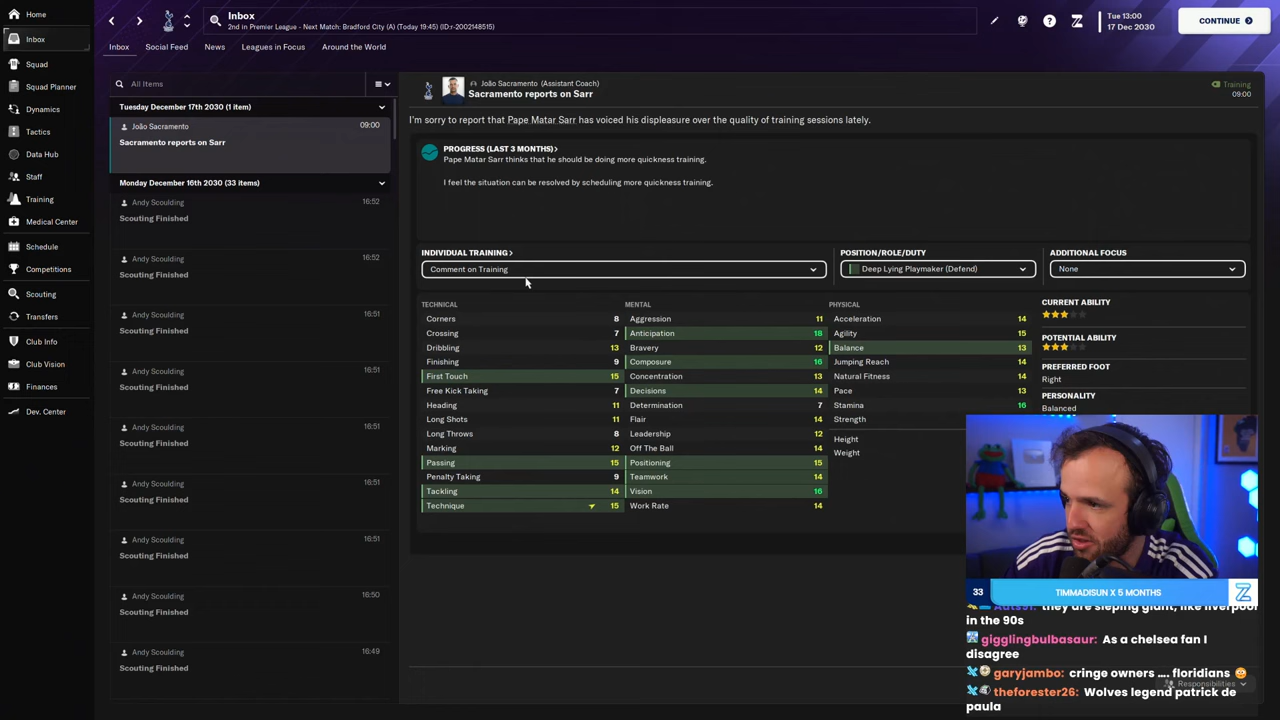 Home
Inbox
Squad
Squad Planner
Dynamics
Tactics
Data Hub
Staff
Training
Medical Center
Schedule
Competitions
Scouting
Transfers
Club Info
Club Vision
Finances
Dev. Center
Inbox
2nd in Premier League - Next Match: Bradford City (A) (Today 19:45) (ID:r-2002148515)
Tue 13:00
17 Dec 2030
CONTINUE
Inbox Social Feed News Leagues in Focus Around the World
All Items
Tuesday December 17th 2030 (1 item)
João Sacramento 09:00
Sacramento reports on Sarr
Monday December 16th 2030 (33 items)
Andy Scoulding 16:52
Scouting Finished
Andy Scoulding 16:52
Scouting Finished
Andy Scoulding 16:51
Scouting Finished
Andy Scoulding 16:51
Scouting Finished
Andy Scoulding 16:51
Scouting Finished
Andy Scoulding 16:51
Scouting Finished
Andy Scoulding 16:50
Scouting Finished
Andy Scoulding 16:50
Scouting Finished
Andy Scoulding 16:49
Scouting Finished
João Sacramento (Assistant Coach)
Sacramento reports on Sarr
Training
09:00
I'm sorry to report that Pape Matar Sarr has voiced his displeasure over the quality of training sessions lately.
PROGRESS (LAST 3 MONTHS)
Pape Matar Sarr thinks that he should be doing more quickness training.
I feel the situation can be resolved by scheduling more quickness training.
INDIVIDUAL TRAINING
Comment on Training
POSITION/ROLE/DUTY
Deep Lying Playmaker (Defend)
ADDITIONAL FOCUS
None
TECHNICAL
Corners 8
Crossing 7
Dribbling 13
Finishing 9
First Touch 15
Free Kick Taking 7
Heading 11
Long Shots 11
Long Throws 8
Marking 12
Passing 15
Penalty Taking 9
Tackling 14
Technique 15
MENTAL
Aggression 11
Anticipation 18
Bravery 12
Composure 16
Concentration 13
Decisions 14
Determination 7
Flair 14
Leadership 12
Off The Ball 14
Positioning 15
Teamwork 14
Vision 16
Work Rate 14
PHYSICAL
Acceleration 14
Agility 15
Balance 13
Jumping Reach 14
Natural Fitness 14
Pace 13
Stamina 16
Strength
Height
Weight
CURRENT ABILITY
POTENTIAL ABILITY
PREFERRED FOOT
Right
PERSONALITY
Balanced
33 TIMMADISUN X 5 MONTHS
they are sleping giant, like liverpool
in the 90s
gigglingbulbasaur: As a chelsea fan I
disagree
garyjambo: cringe owners .... floridians
theforester26: Wolves legend patrick de
paula
Responsibilities